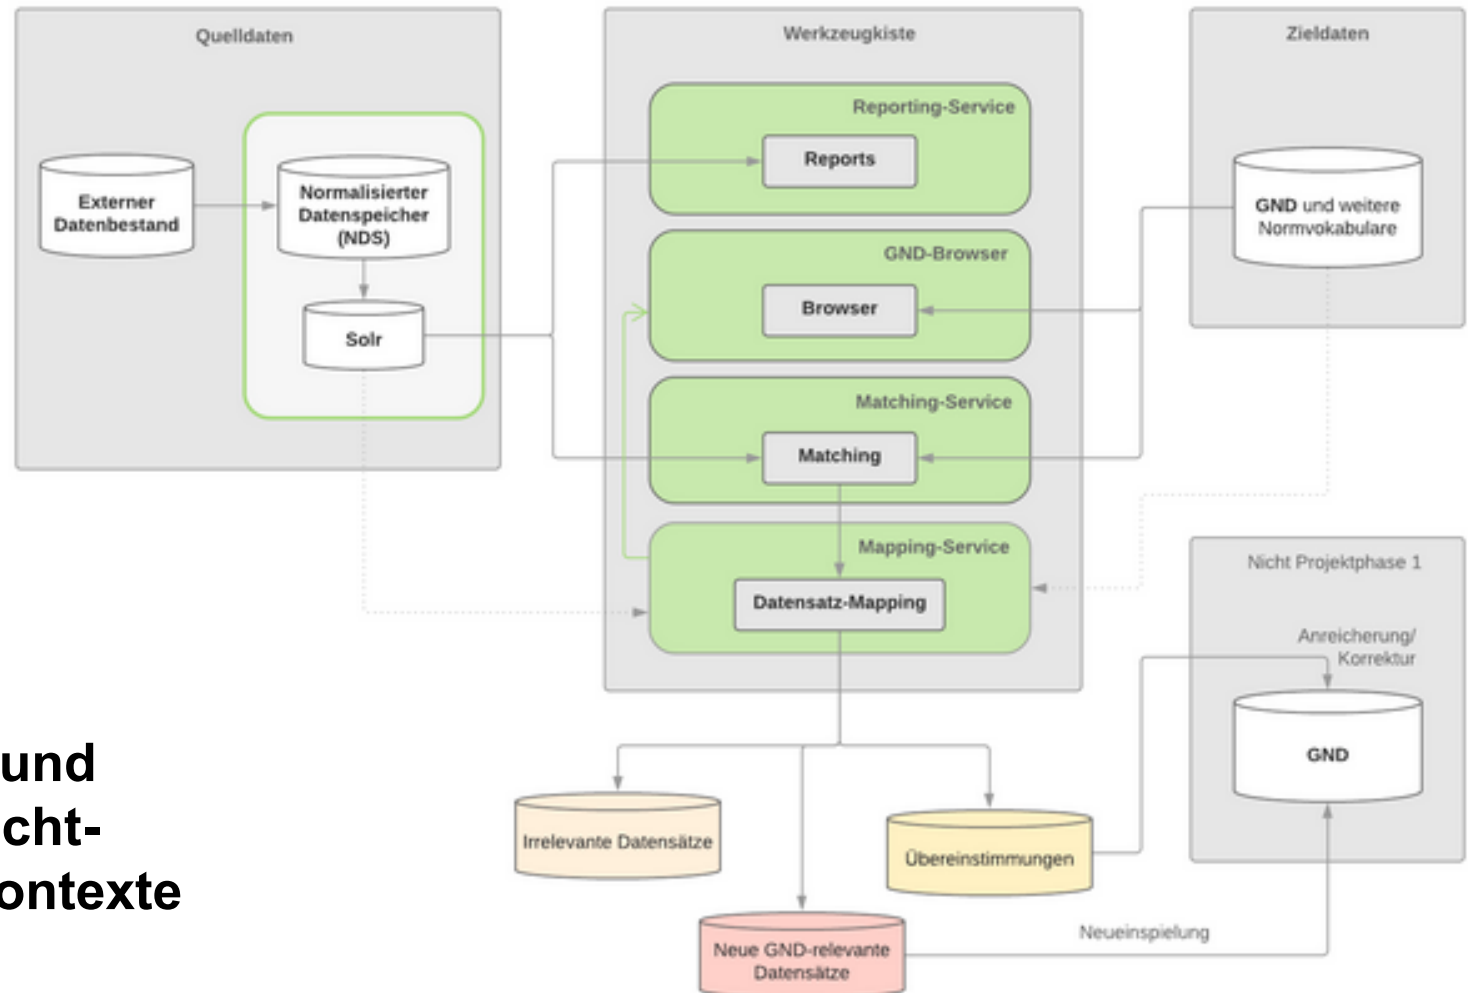 Quelldaten
Externer
Datenbestand
Normalisierter
Datenspeicher
(NDS)
Solr
Werkzeugkiste
Reporting-Service
Reports
GND-Browser
Browser
Matching-Service
Matching
Mapping-Service
Datensatz-Mapping
Zieldaten
GND und weitere
Normvokabulare
Nicht Projektphase 1
Anreicherung/
Korrektur
GND
Irrelevante Datensätze
Übereinstimmungen
Neue GND-relevante
Datensätze
Neueinspielung
und
cht-
ontexte